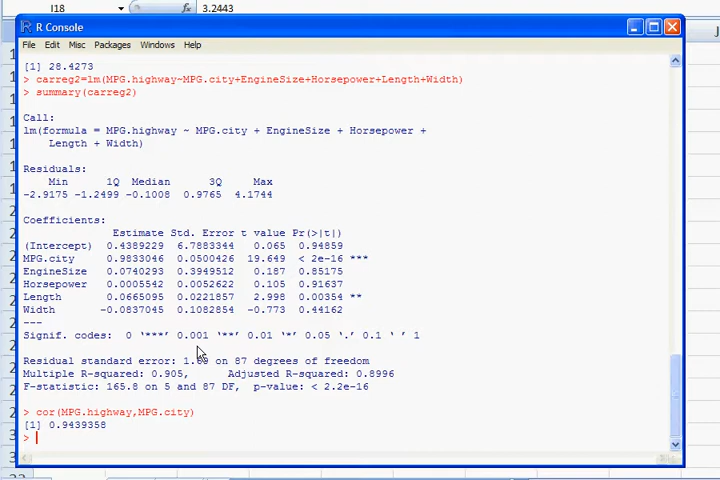 I18
fx
3.2443
R Console
File Edit Misc Packages Windows Help
[1] 28.4273
> carreg2=lm(MPG.highway~MPG.city+EngineSize+Horsepower+Length+Width)
> summary(carreg2)
Call:
lm(formula = MPG.highway ~ MPG.city + EngineSize + Horsepower +
Length + Width)
Residuals:
Min 1Q Median 3Q Max
-2.9175 -1.2499 -0.1008 0.9765 4.1744
Coefficients:
Estimate Std. Error t value Pr(>|t|)
(Intercept) 0.4389229 6.7883344 0.065 0.94859
MPG.city 0.9833046 0.0500426 19.649 < 2e-16 ***
EngineSize 0.0740293 0.3949512 0.187 0.85175
Horsepower 0.0005542 0.0052622 0.105 0.91637
Length 0.0665095 0.0221857 2.998 0.00354 **
Width -0.0837045 0.1082854 -0.773 0.44162
---
Signif. codes: 0 ‘***’ 0.001 ‘**’ 0.01 ‘*’ 0.05 ‘.’ 0.1 ‘ ’ 1
Residual standard error: on 87 degrees of freedom
Multiple R-squared: 0.905, Adjusted R-squared: 0.8996
F-statistic: 165.8 on 5 and 87 DF, p-value: < 2.2e-16
> cor(MPG.highway,MPG.city)
[1] 0.9439358
>